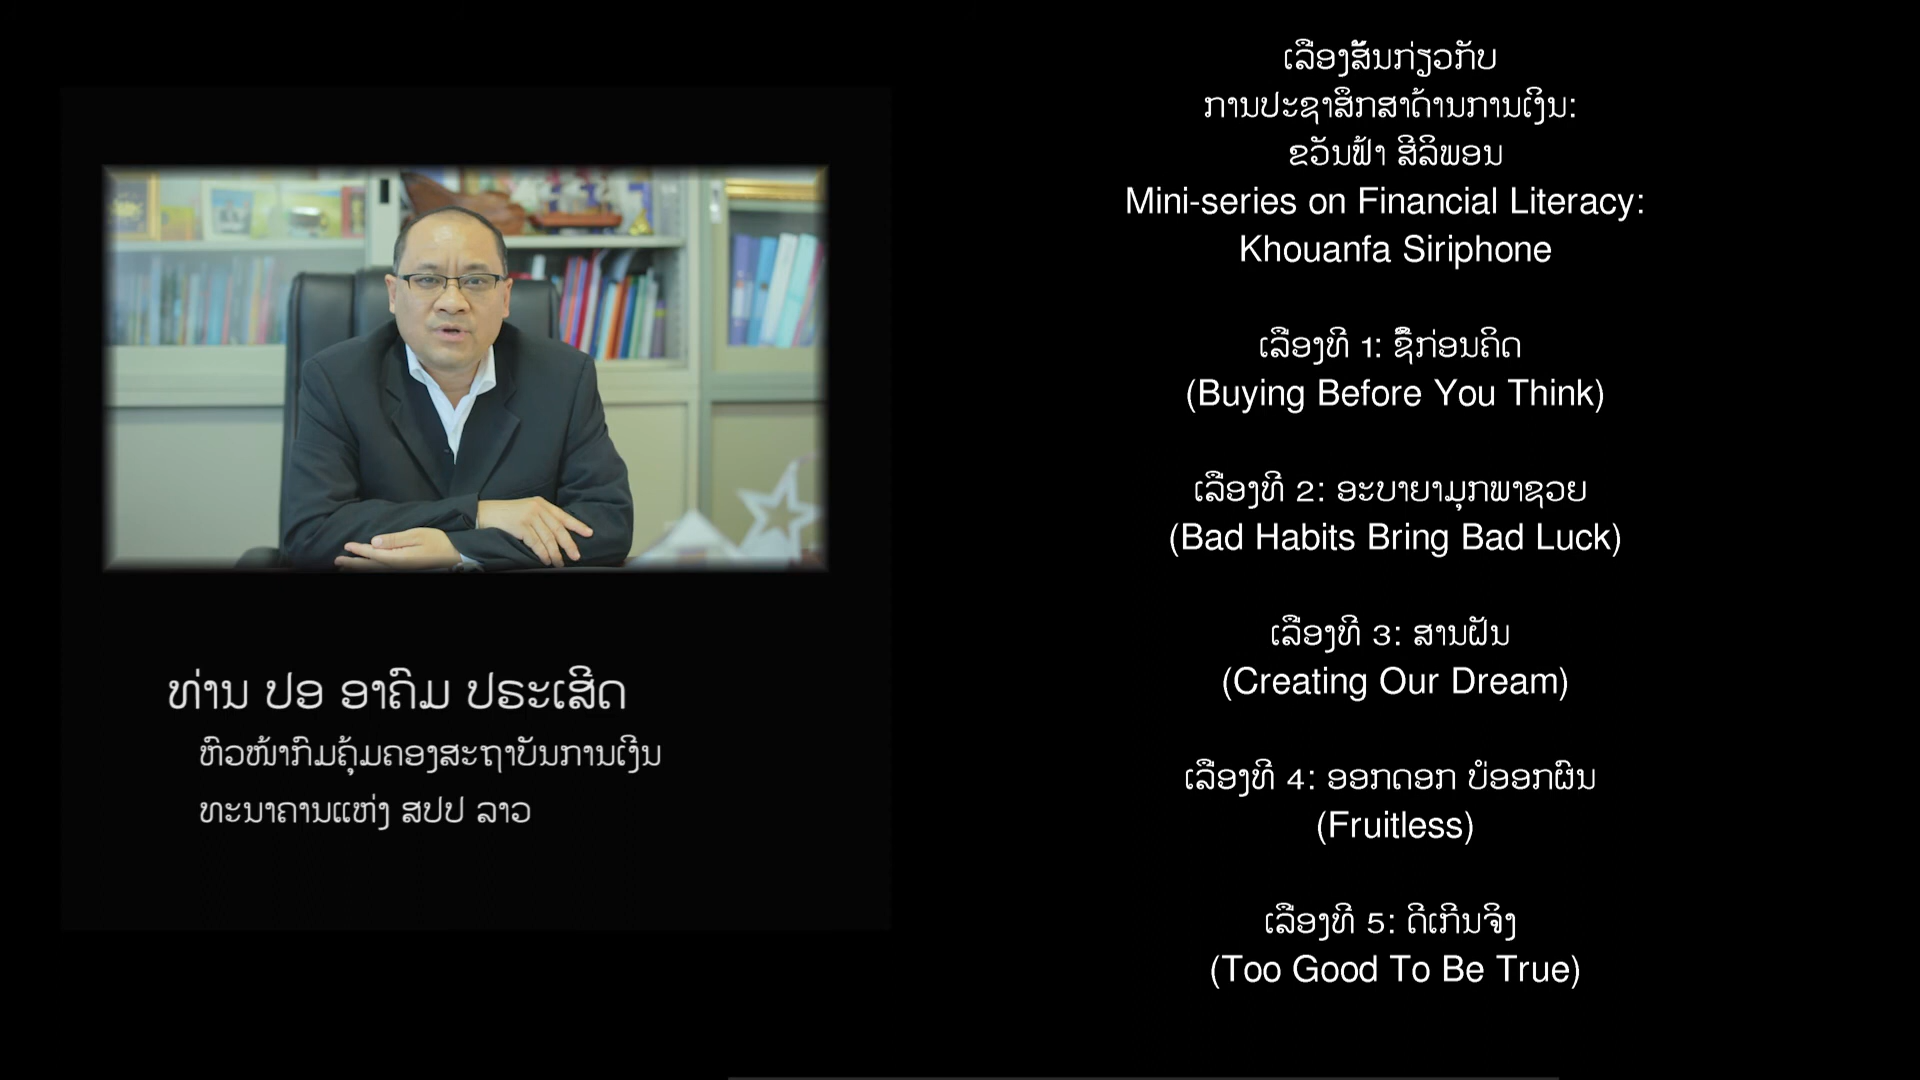 ທ່ານ ປອ ອາຄົມ ປຣະເສີດ
ຫົວໜ້າກົມຄຸ້ມຄອງສະຖາບັນການເງີນ
ທະນາຄານແຫ່ງ ສປປ ລາວ
ເລື່ອງສັ້ນກ່ຽວກັບ
ການປະຊາສຶກສາດ້ານການເງິນ:
ຂວັນຟ້າ ສີລິພອນ
Mini-series on Financial Literacy:
Khouanfa Siriphone
ເລື່ອງທີ 1: ຊື້ກ່ອນຄິດ
(Buying Before You Think)
ເລື່ອງທີ 2: ອະບາຍາມຸກພາຊວຍ
(Bad Habits Bring Bad Luck)
ເລື່ອງທີ 3: ສານຝັນ
(Creating Our Dream)
ເລື່ອງທີ 4: ອອກດອກ ບໍ່ອອກຜົນ
(Fruitless)
ເລື່ອງທີ 5: ດີເກີນຈິງ
(Too Good To Be True)